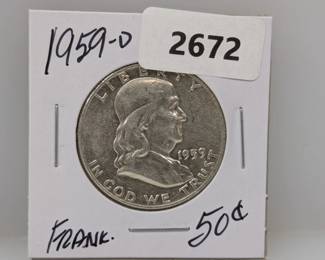 1959-D
2672
LIBERTY
1959
IN GOD WE TRUST
FRANK.
50¢